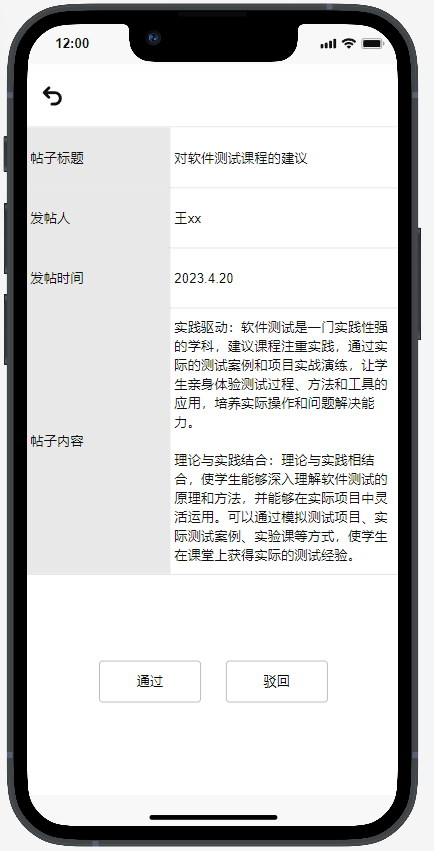 12:00
帖子标题
对软件测试课程的建议
发帖人
王xx
发帖时间
2023.4.20
帖子内容
实践驱动：软件测试是一门实践性强
的学科，建议课程注重实践，通过实
际的测试案例和项目实战演练，让学
生亲身体验测试过程、方法和工具的
应用，培养实际操作和问题解决能
力。
理论与实践结合：理论与实践相结
合，使学生能够深入理解软件测试的
原理和方法，并能够在实际项目中灵
活运用。可以通过模拟测试项目、实
际测试案例、实验课等方式，使学生
在课堂上获得实际的测试经验。
通过
驳回